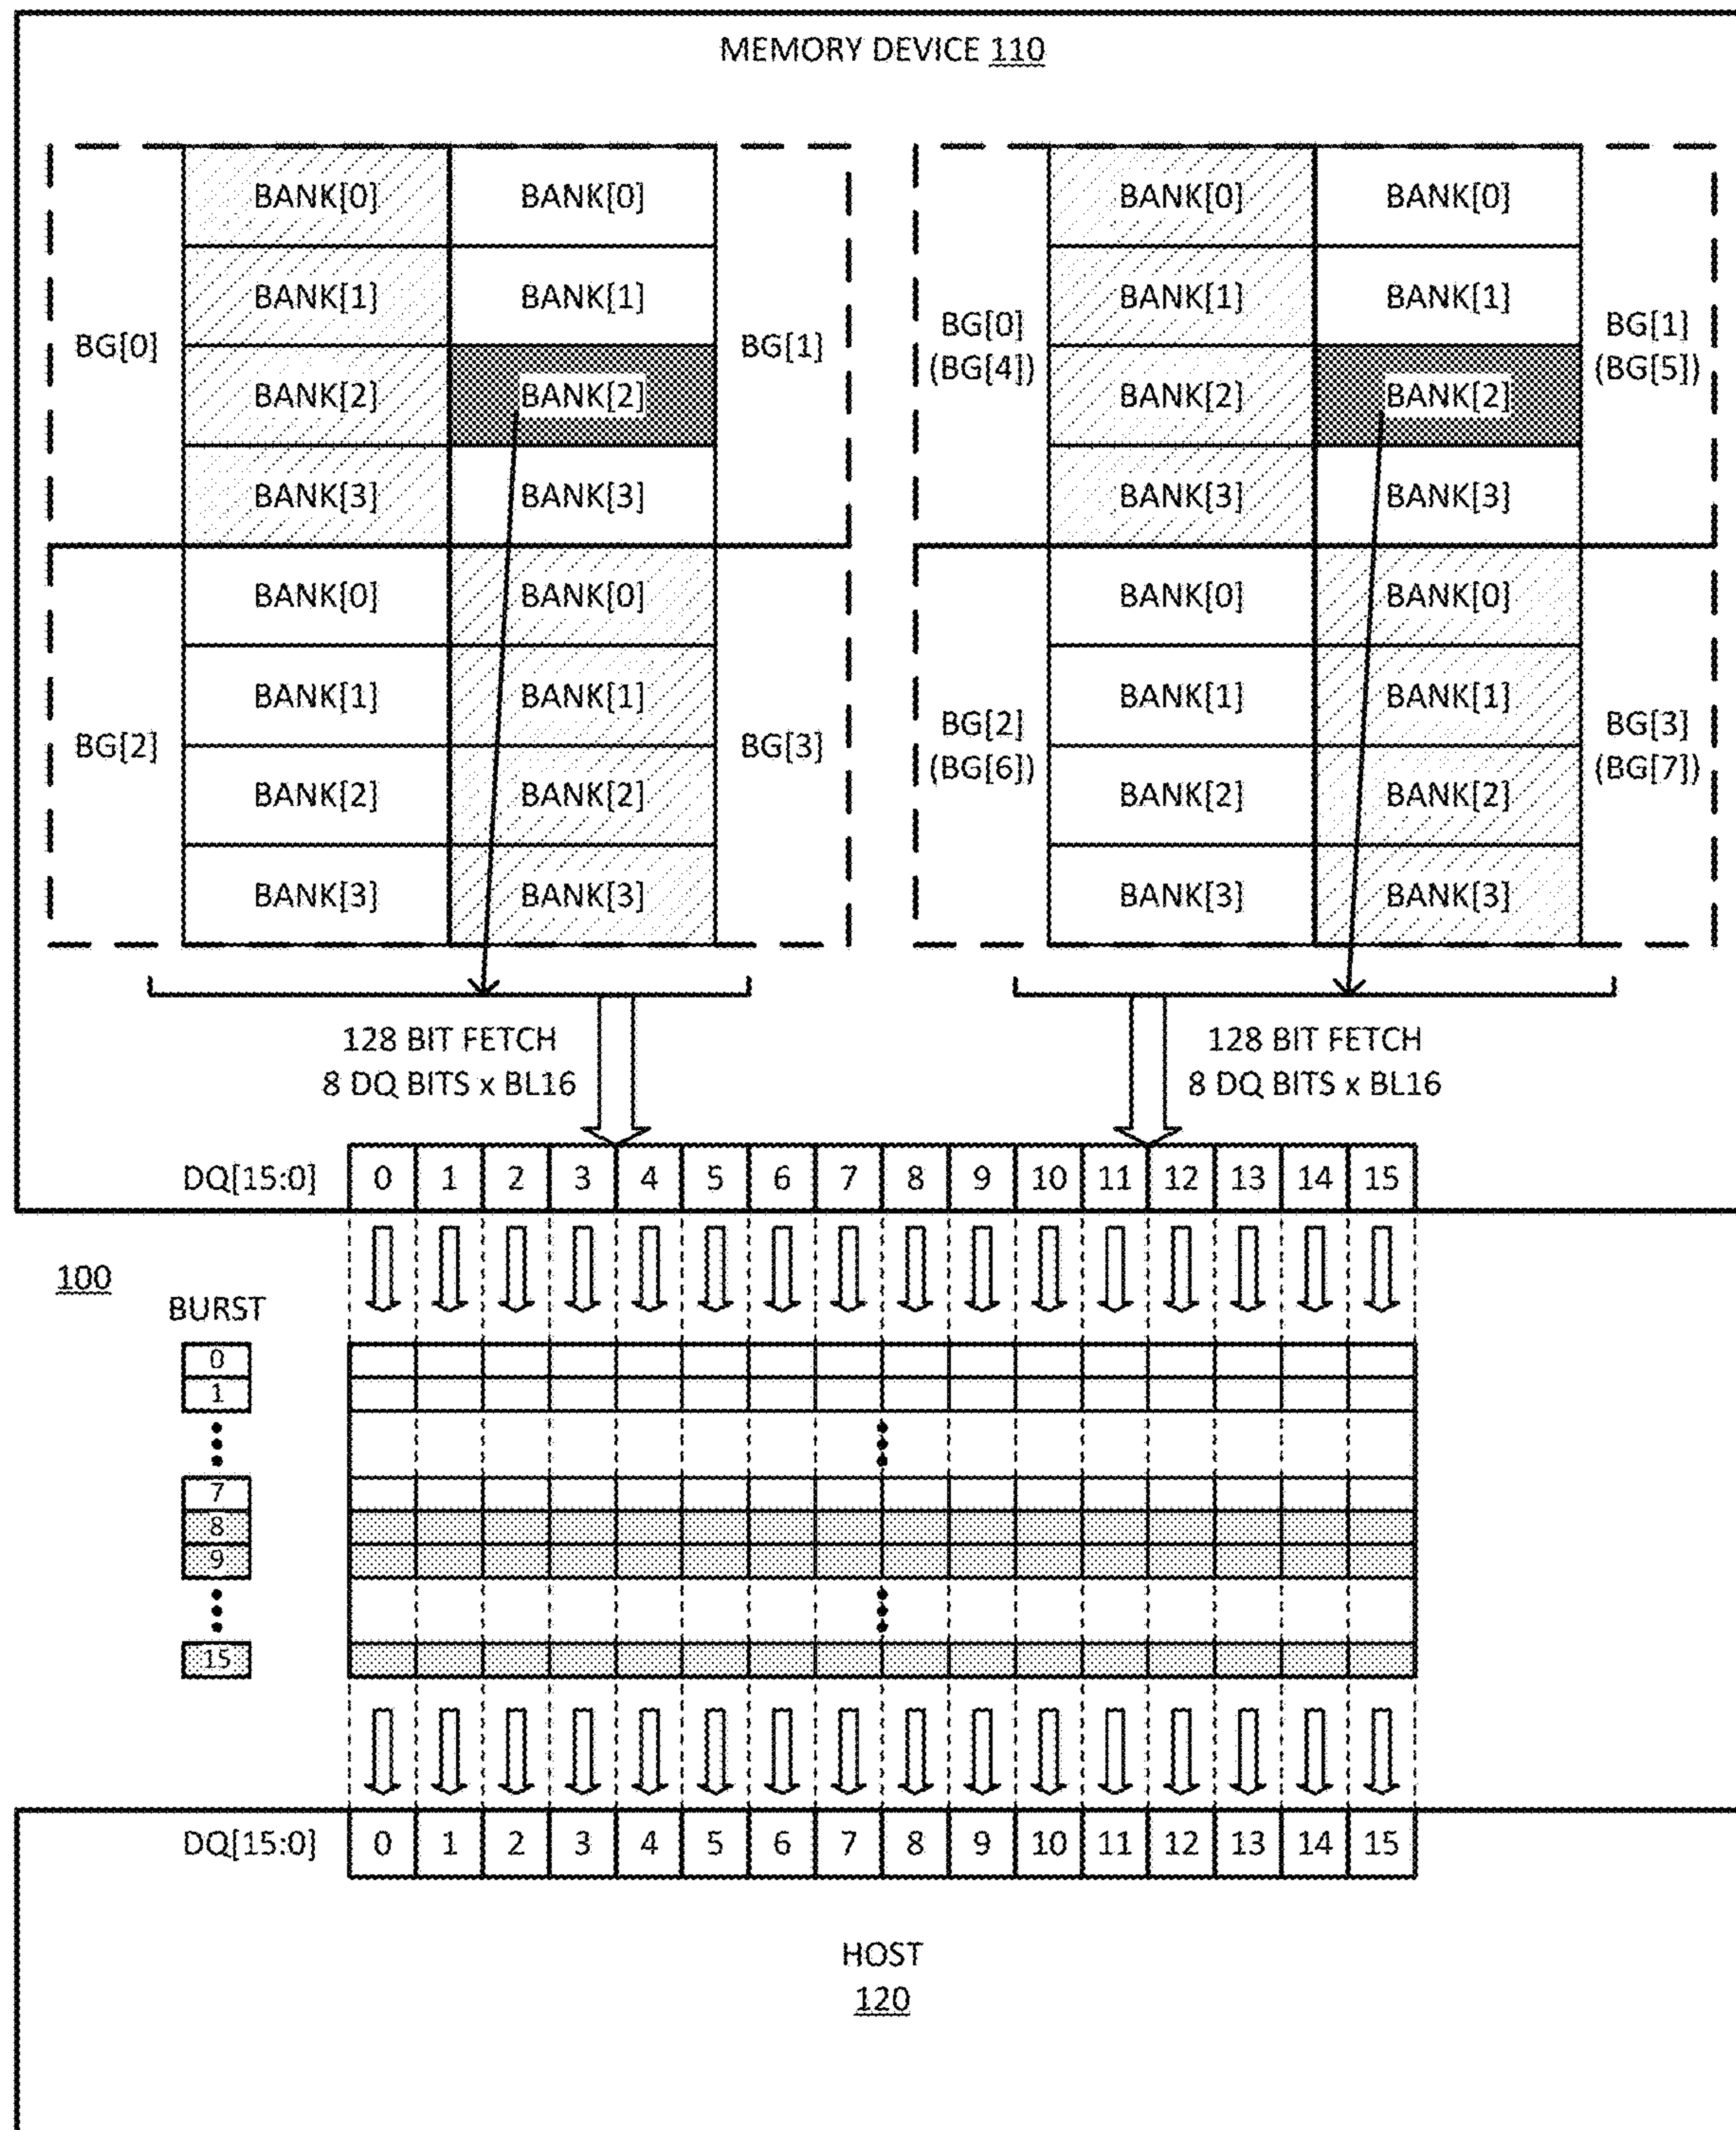 MEMORY DEVICE 110
BANK[0] BANK[0] BANK[0] BANK[0]
BANK[1] BANK[1] BANK[1] BANK[1]
BG[0] BG[1] BG[0] (BG[4]) BG[1] (BG[5])
BANK[2] BANK[2] BANK[2] BANK[2]
BANK[3] BANK[3] BANK[3] BANK[3]
BANK[0] BANK[0] BANK[0] BANK[0]
BANK[1] BANK[1] BANK[1] BANK[1]
BG[2] BG[3] BG[2] (BG[6]) BG[3] (BG[7])
BANK[2] BANK[2] BANK[2] BANK[2]
BANK[3] BANK[3] BANK[3] BANK[3]
128 BIT FETCH 128 BIT FETCH
8 DQ BITS x BL16 8 DQ BITS x BL16
DQ[15:0] 0 1 2 3 4 5 6 7 8 9 10 11 12 13 14 15
100
BURST
0
1
7
8
9
15
DQ[15:0] 0 1 2 3 4 5 6 7 8 9 10 11 12 13 14 15
HOST
120